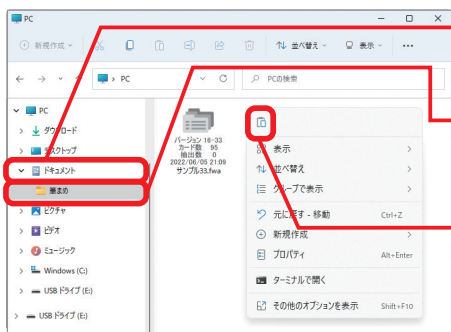 PC
新規作成
並べ替え
表示
PC
PCの検索
PC
ダウンロード
デスクトップ
ドキュメント
筆まめ
ピクチャ
ビデオ
ミュージック
Windows (C:)
USB ドライブ (E:)
USB ドライブ (E:)
バージョン 16-33
カード数 95
抽出数 0
2022/06/05 21:09
サンプル33.fwa
表示
並べ替え
グループで表示
元に戻す - 移動 Ctrl+Z
新規作成
プロパティ Alt+Enter
ターミナルで開く
その他のオプションを表示 Shift+F10